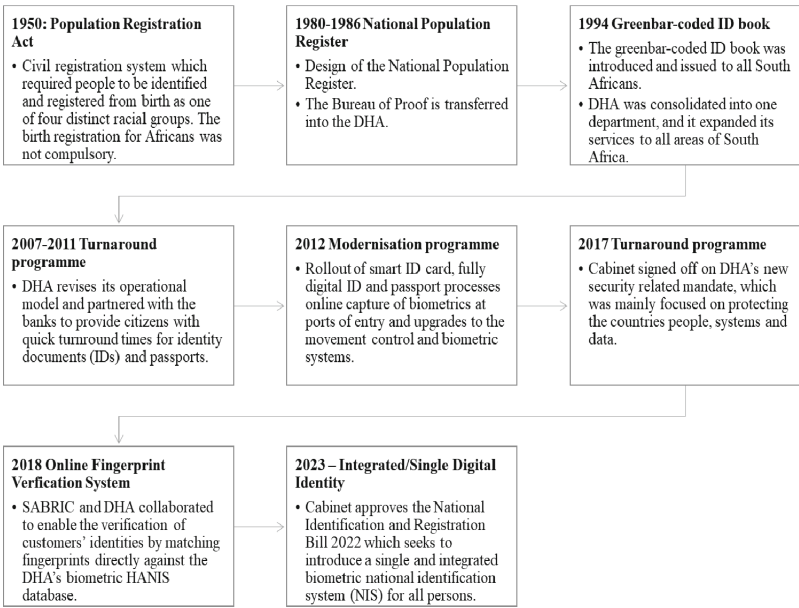 1950: Population Registration
Act
• Civil registration system which
required people to be identified
and registered from birth as one
of four distinct racial groups. The
birth registration for Africans was
not compulsory.
1980-1986 National Population
Register
• Design of the National Population
Register.
• The Bureau of Proof is transferred
into the DHA.
1994 Greenbar-coded ID book
• The greenbar-coded ID book was
introduced and issued to all South
Africans.
• DHA was consolidated into one
department, and it expanded its
services to all areas of South
Africa.
2007-2011 Turnaround
programme
• DHA revises its operational
model and partnered with the
banks to provide citizens with
quick turnaround times for identity
documents (IDs) and passports.
2012 Modernisation programme
• Rollout of smart ID card, fully
digital ID and passport processes
online capture of biometrics at
ports of entry and upgrades to the
movement control and biometric
systems.
2017 Turnaround programme
• Cabinet signed off on DHA's new
security related mandate, which
was mainly focused on protecting
the countries people, systems and
data.
2018 Online Fingerprint
Verfication System
• SABRIC and DHA collaborated
to enable the verification of
customers' identities by matching
fingerprints directly against the
DHA's biometric HANIS
database.
2023 – Integrated/Single Digital
Identity
• Cabinet approves the National
Identification and Registration
Bill 2022 which seeks to
introduce a single and integrated
biometric national identification
system (NIS) for all persons.